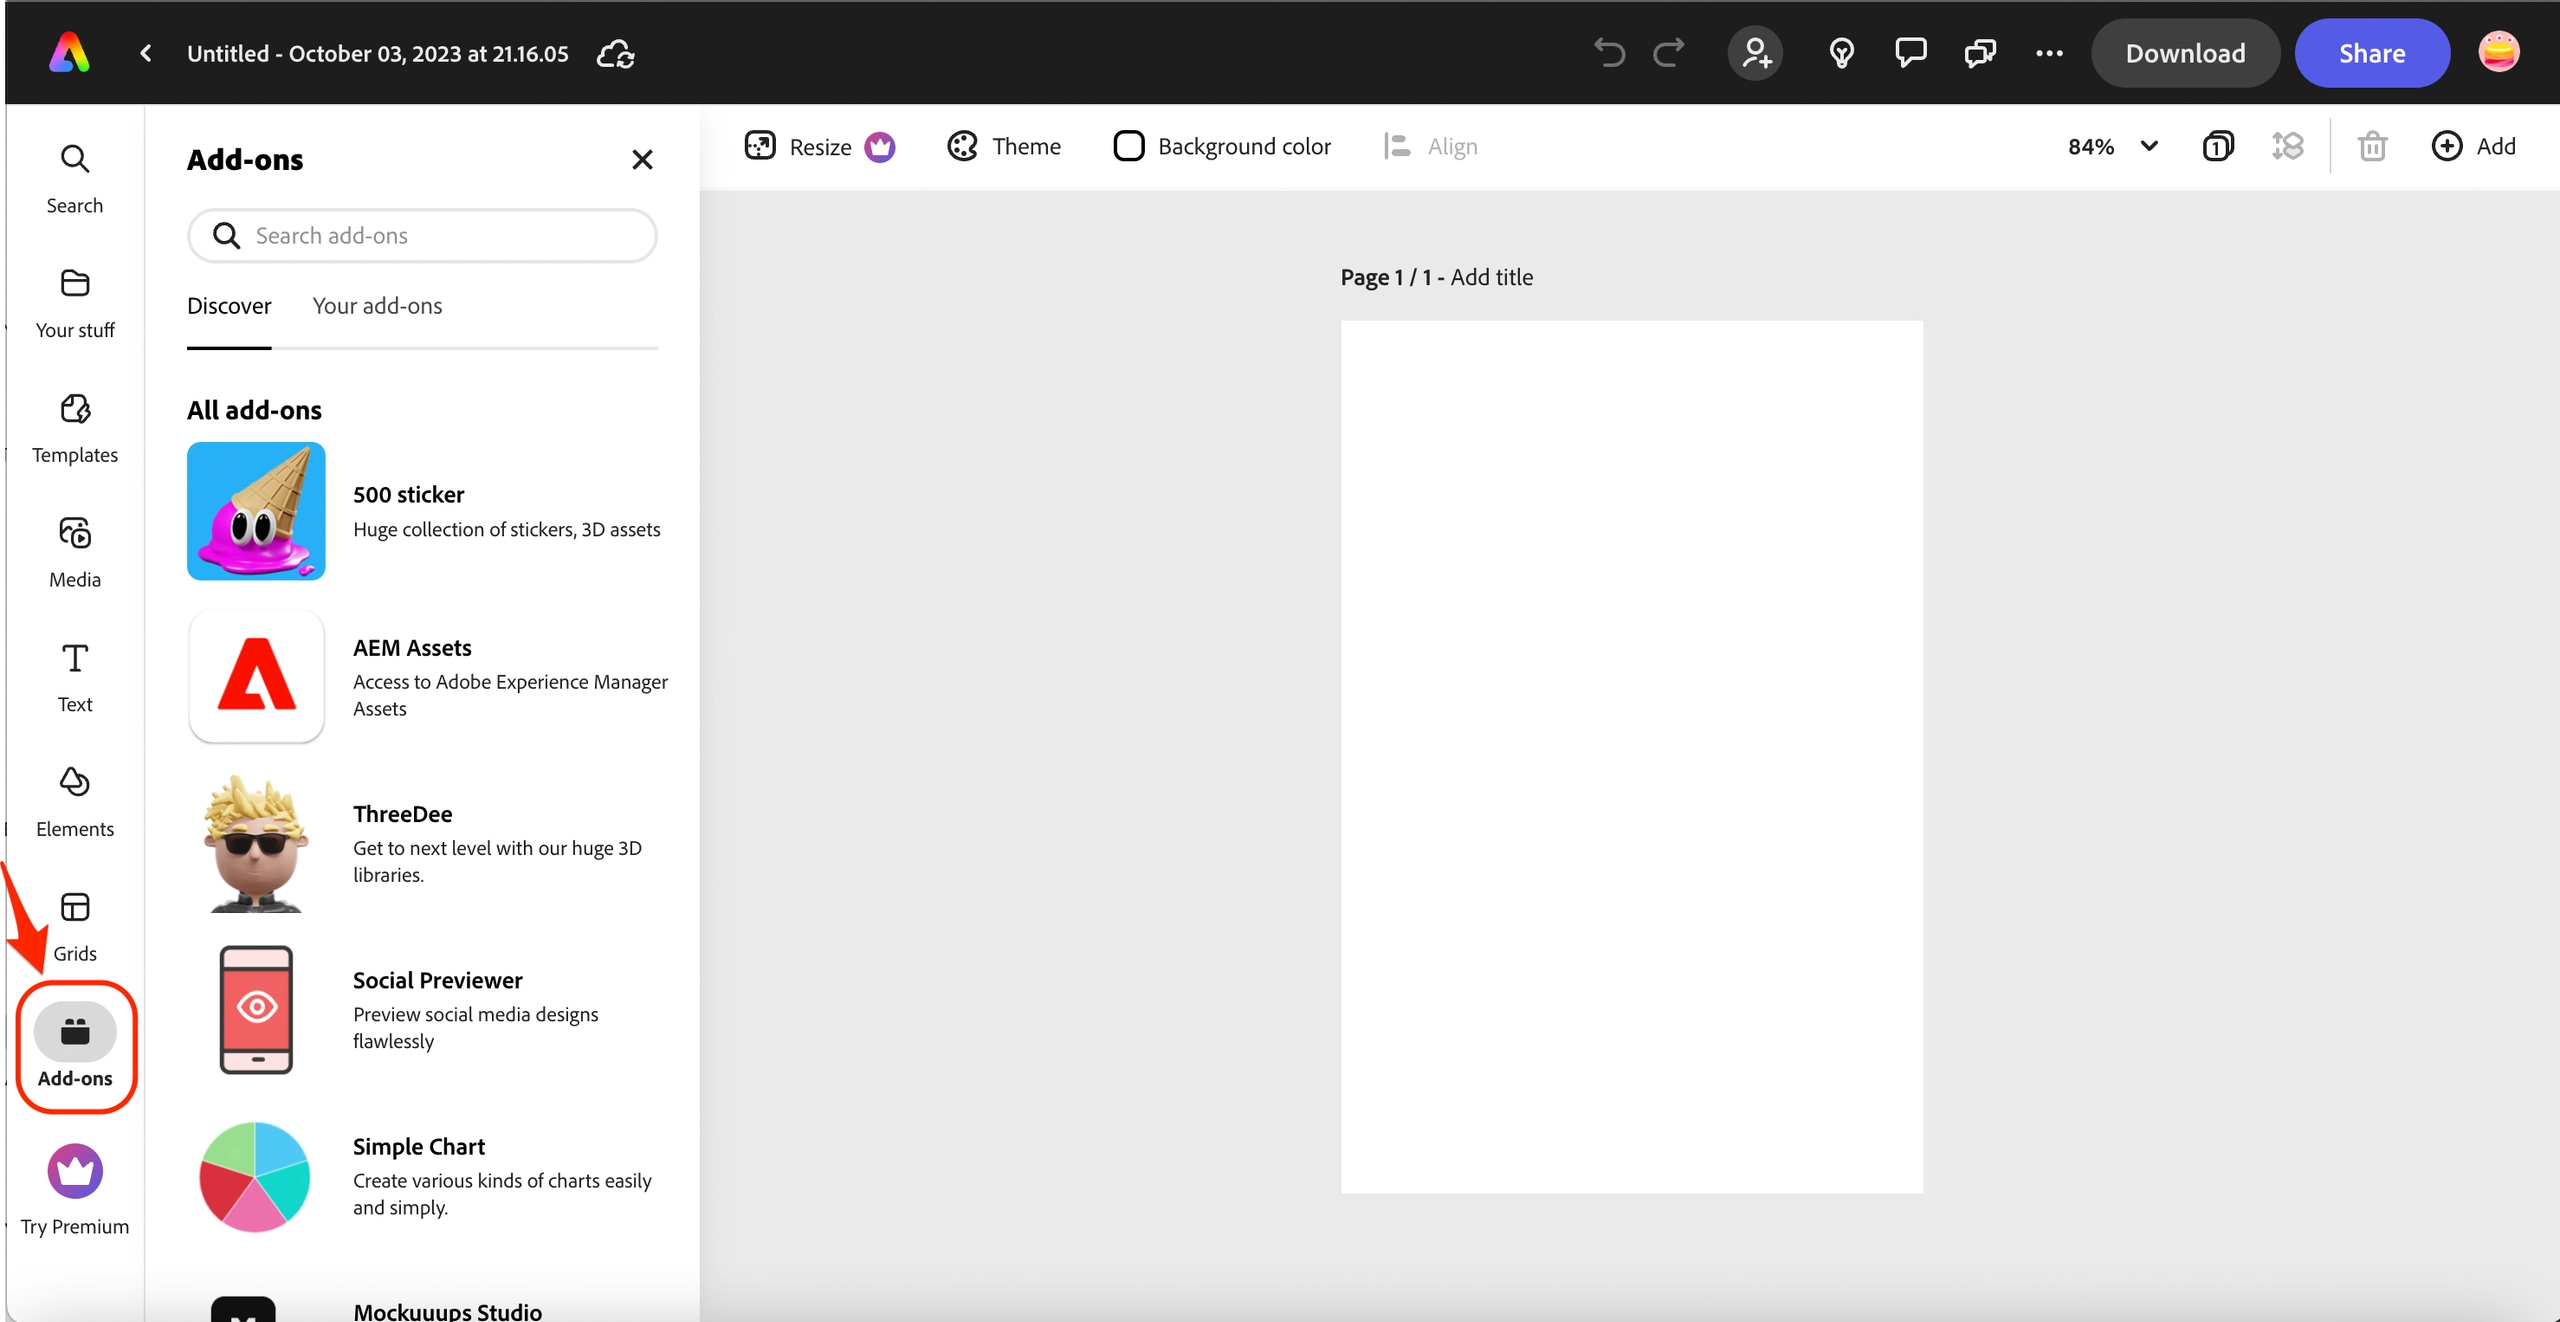 Untitled - October 03, 2023 at 21.16.05
Download
Share
Search
Your stuff
Templates
Media
Text
Elements
Grids
Add-ons
Try Premium
Add-ons
Search add-ons
Discover
Your add-ons
All add-ons
500 sticker
Huge collection of stickers, 3D assets
AEM Assets
Access to Adobe Experience Manager
Assets
ThreeDee
Get to next level with our huge 3D
libraries.
Social Previewer
Preview social media designs
flawlessly
Simple Chart
Create various kinds of charts easily
and simply.
Mockuuups Studio
Resize
Theme
Background color
Align
84%
1
Add
Page 1 / 1 - Add title